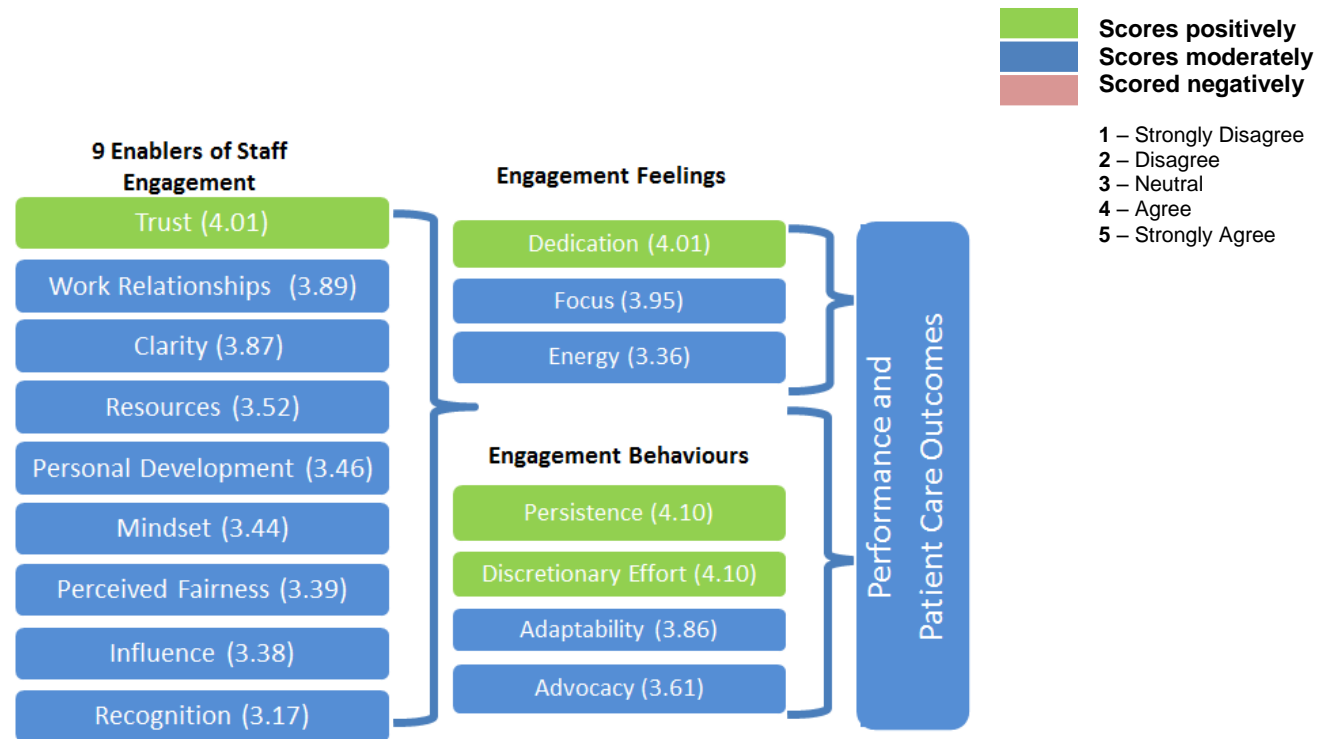 Scores positively
Scores moderately
Scored negatively
1 – Strongly Disagree
2 – Disagree
3 – Neutral
4 – Agree
5 – Strongly Agree
9 Enablers of Staff
Engagement
Trust (4.01)
Work Relationships (3.89)
Clarity (3.87)
Resources (3.52)
Personal Development (3.46)
Mindset (3.44)
Perceived Fairness (3.39)
Influence (3.38)
Recognition (3.17)
Engagement Feelings
Dedication (4.01)
Focus (3.95)
Energy (3.36)
Engagement Behaviours
Persistence (4.10)
Discretionary Effort (4.10)
Adaptability (3.86)
Advocacy (3.61)
Performance and
Patient Care Outcomes